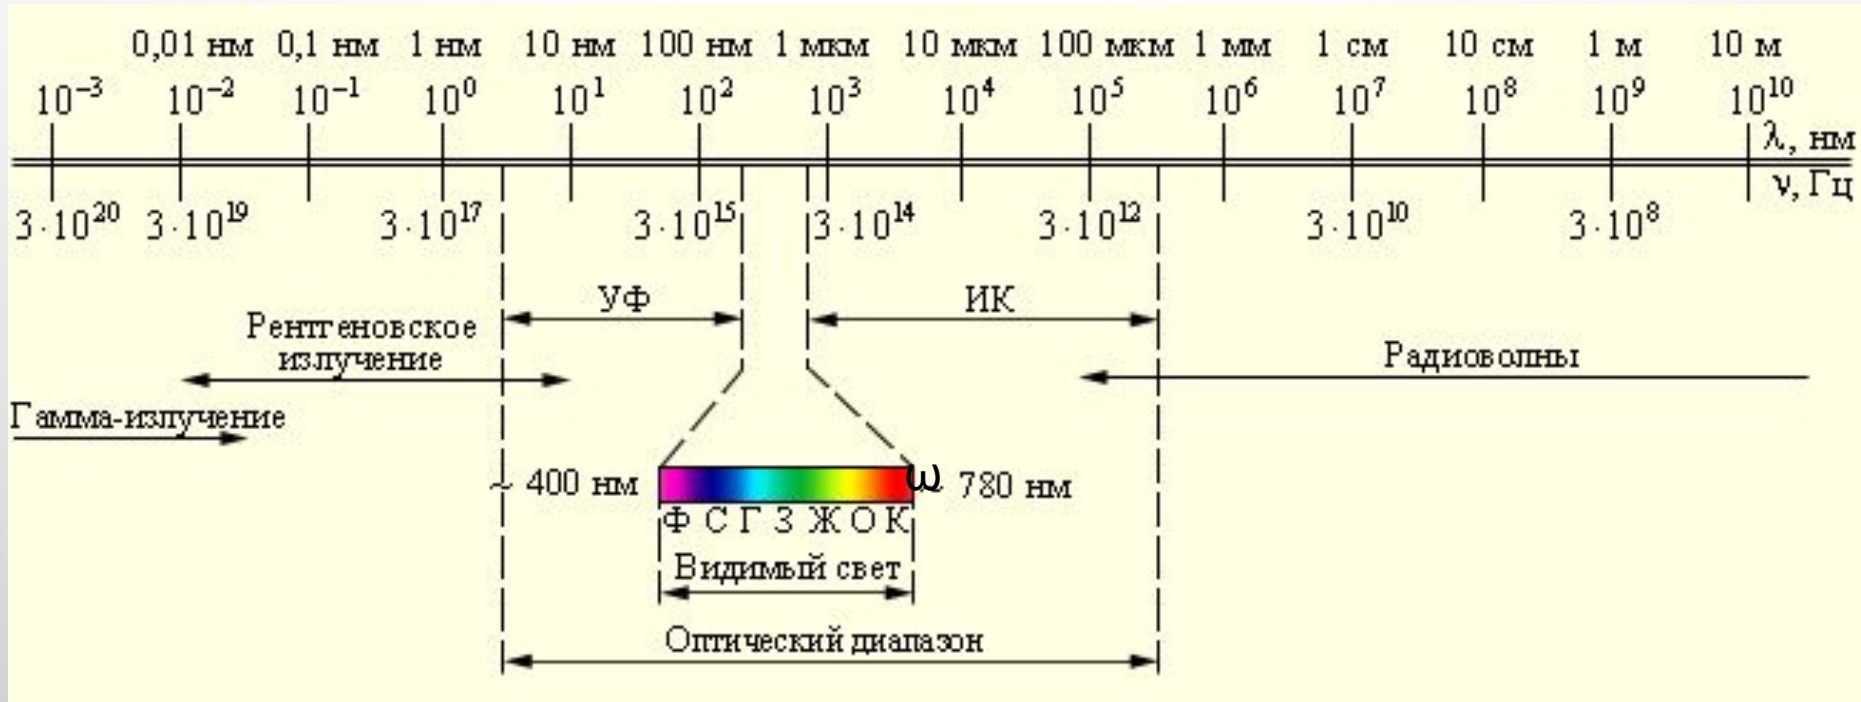 0,01 нм 0,1 нм 1 нм 10 нм 100 нм 1 мкм 10 мкм 100 мкм 1 мм 1 см 10 см 1 м 10 м
10⁻³ 10⁻² 10⁻¹ 10⁰ 10¹ 10² 10³ 10⁴ 10⁵ 10⁶ 10⁷ 10⁸ 10⁹ 10¹⁰
λ, нм
ν, Гц
3·10²⁰ 3·10¹⁹ 3·10¹⁷ 3·10¹⁵ 3·10¹⁴ 3·10¹² 3·10¹⁰ 3·10⁸
УФ ИК
Рентгеновское
излучение
Радиоволны
Гамма-излучение
~ 400 нм ω ~ 780 нм
Ф С Г З Ж О К
Видимый свет
Оптический диапазон